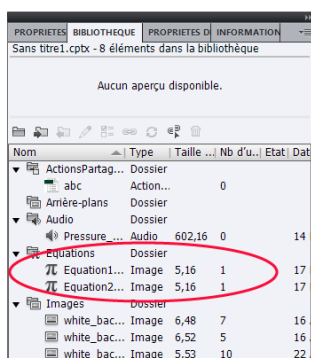 PROPRIETES BIBLIOTHEQUE PROPRIETES D INFORMATION
Sans titre1.cptx - 8 éléments dans la bibliothèque
Aucun aperçu disponible.
Nom Type Taille ... Nb d'u.. Etat Dat
ActionsPartag... Dossier
abc Action... 0
Arrière-plans Dossier
Audio Dossier
Pressure_... Audio 602,16 0 14
Equations Dossier
Equation1... Image 5,16 1 17
Equation2... Image 5,16 1 17
Images Dossier
white_bac... Image 6,48 7 16
white_bac... Image 6,52 5 16
white_bac... Image 5,53 10 22